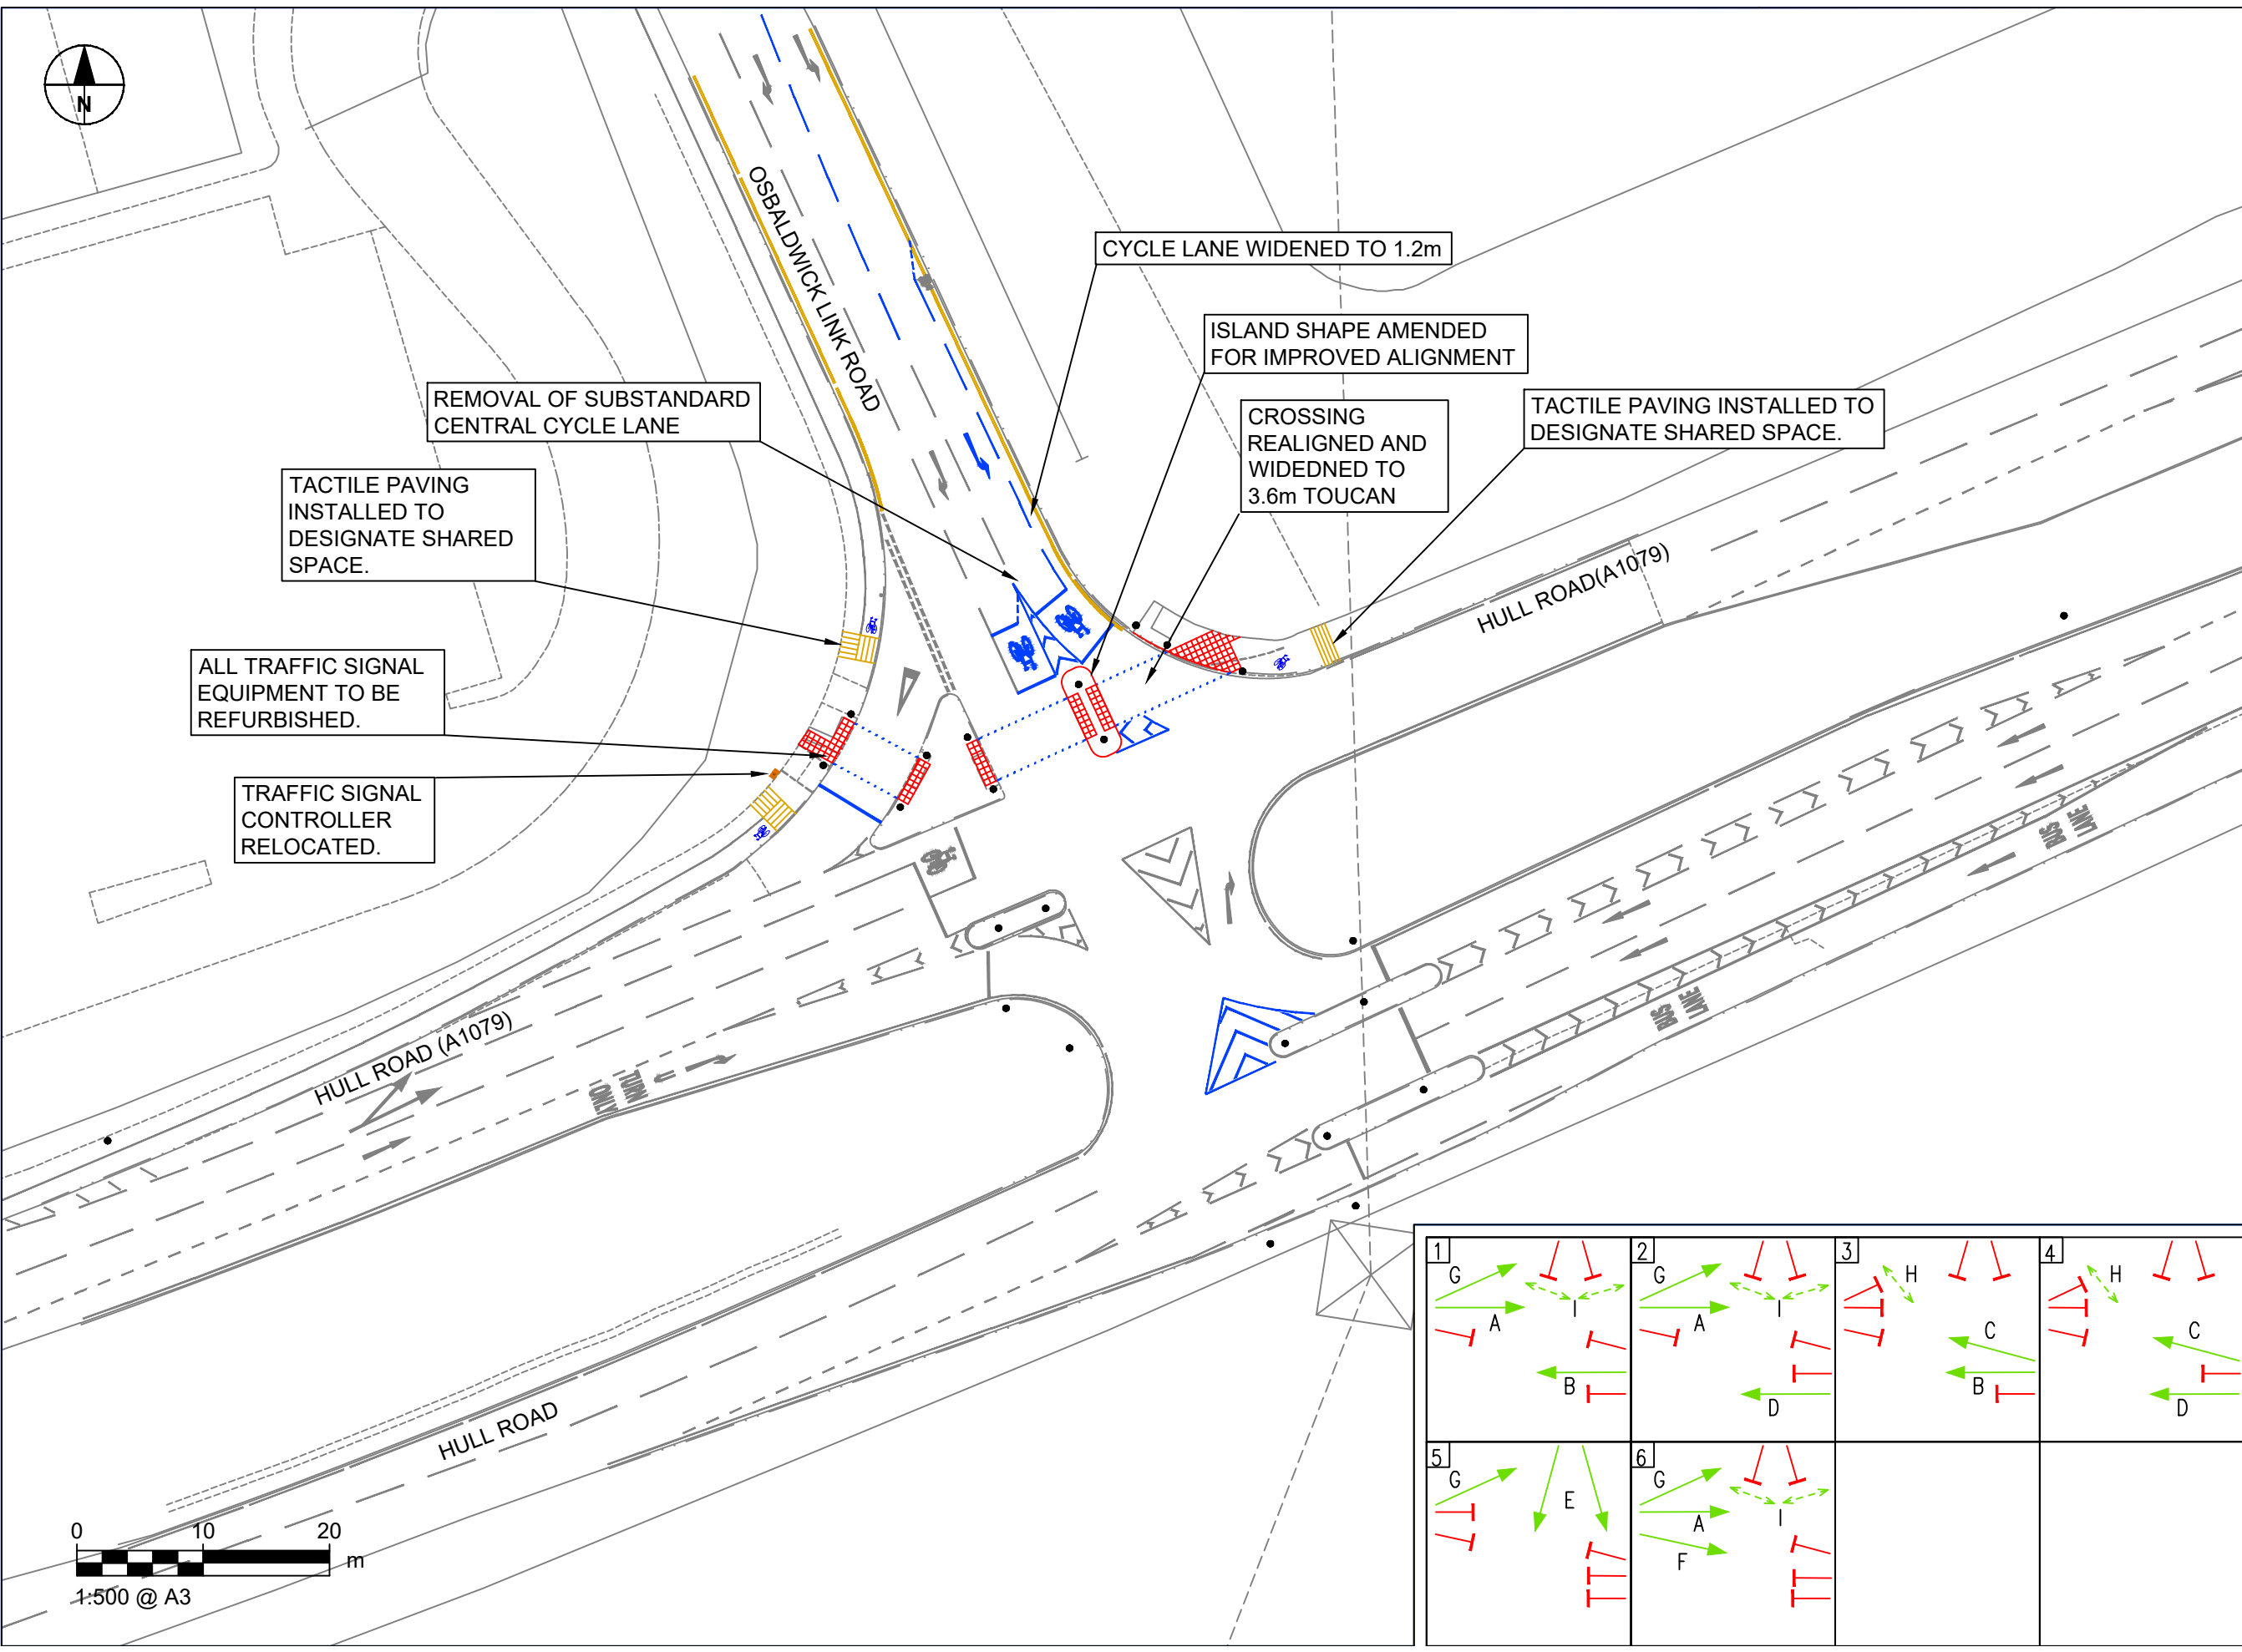 N
OSBALDWICK LINK ROAD
CYCLE LANE WIDENED TO 1.2m
ISLAND SHAPE AMENDED
FOR IMPROVED ALIGNMENT
REMOVAL OF SUBSTANDARD
CENTRAL CYCLE LANE
CROSSING
REALIGNED AND
WIDEDNED TO
3.6m TOUCAN
TACTILE PAVING INSTALLED TO
DESIGNATE SHARED SPACE.
TACTILE PAVING
INSTALLED TO
DESIGNATE SHARED
SPACE.
HULL ROAD(A1079)
ALL TRAFFIC SIGNAL
EQUIPMENT TO BE
REFURBISHED.
TRAFFIC SIGNAL
CONTROLLER
RELOCATED.
BUS
LANE
BUS
LANE
HULL ROAD (A1079)
TURN
ONLY
HULL ROAD
0 10 20
m
1:500 @ A3
1
G
A
I
B
2
G
A
I
D
3
H
C
B
4
H
C
D
5
G
E
6
G
A
I
F